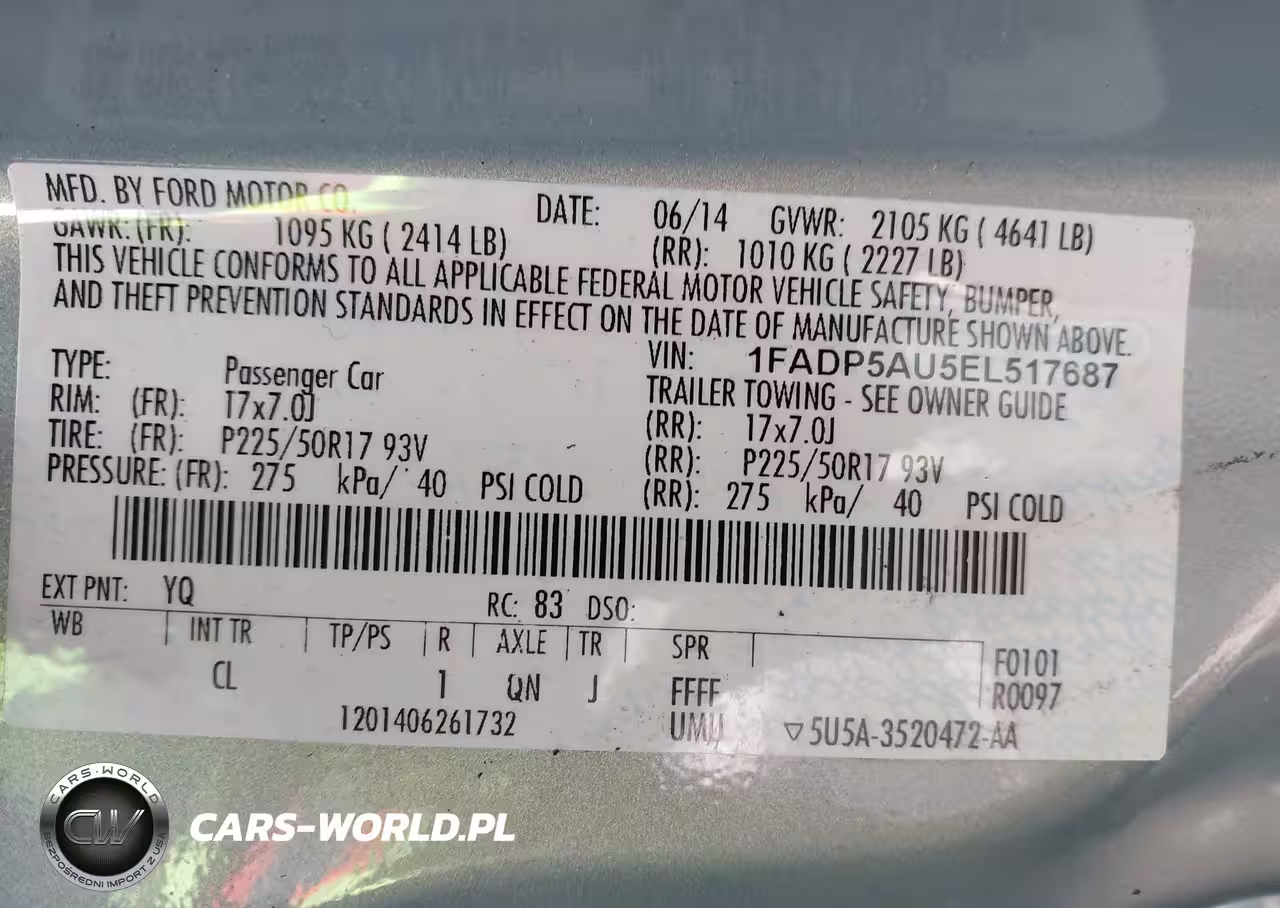 MFD. BY FORD MOTOR CO. DATE: 06/14 GVWR: 2105 KG ( 4641 LB)
GAWR: (FR): 1095 KG ( 2414 LB) (RR): 1010 KG ( 2227 LB)
THIS VEHICLE CONFORMS TO ALL APPLICABLE FEDERAL MOTOR VEHICLE SAFETY, BUMPER,
AND THEFT PREVENTION STANDARDS IN EFFECT ON THE DATE OF MANUFACTURE SHOWN ABOVE.
VIN: 1FADP5AU5EL517687
TYPE: Passenger Car TRAILER TOWING - SEE OWNER GUIDE
RIM: (FR): 17x7.0J (RR): 17x7.0J
TIRE: (FR): P225/50R17 93V (RR): P225/50R17 93V
PRESSURE: (FR): 275 kPa/ 40 PSI COLD (RR): 275 kPa/ 40 PSI COLD
EXT PNT: YQ RC: 83 DSO:
WB INT TR TP/PS R AXLE TR SPR F0101
CL 1 QN J FFFF R0097
1201406261732 UMU ▽5U5A-3520472-AA
CARS-WORLD
CW
BEZPOŚREDNI IMPORT Z USA
CARS-WORLD.PL